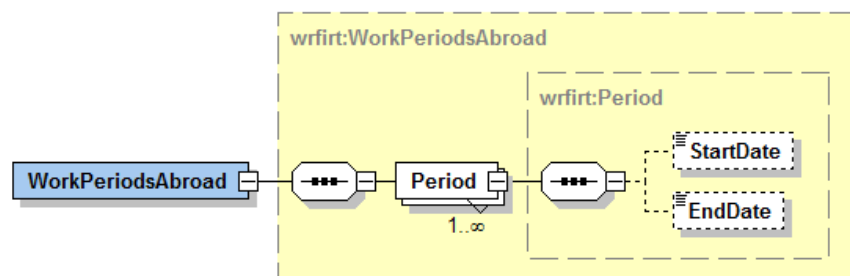 wrfirt:WorkPeriodsAbroad
wrfirt:Period
WorkPeriodsAbroad
Period
1..∞
StartDate
EndDate